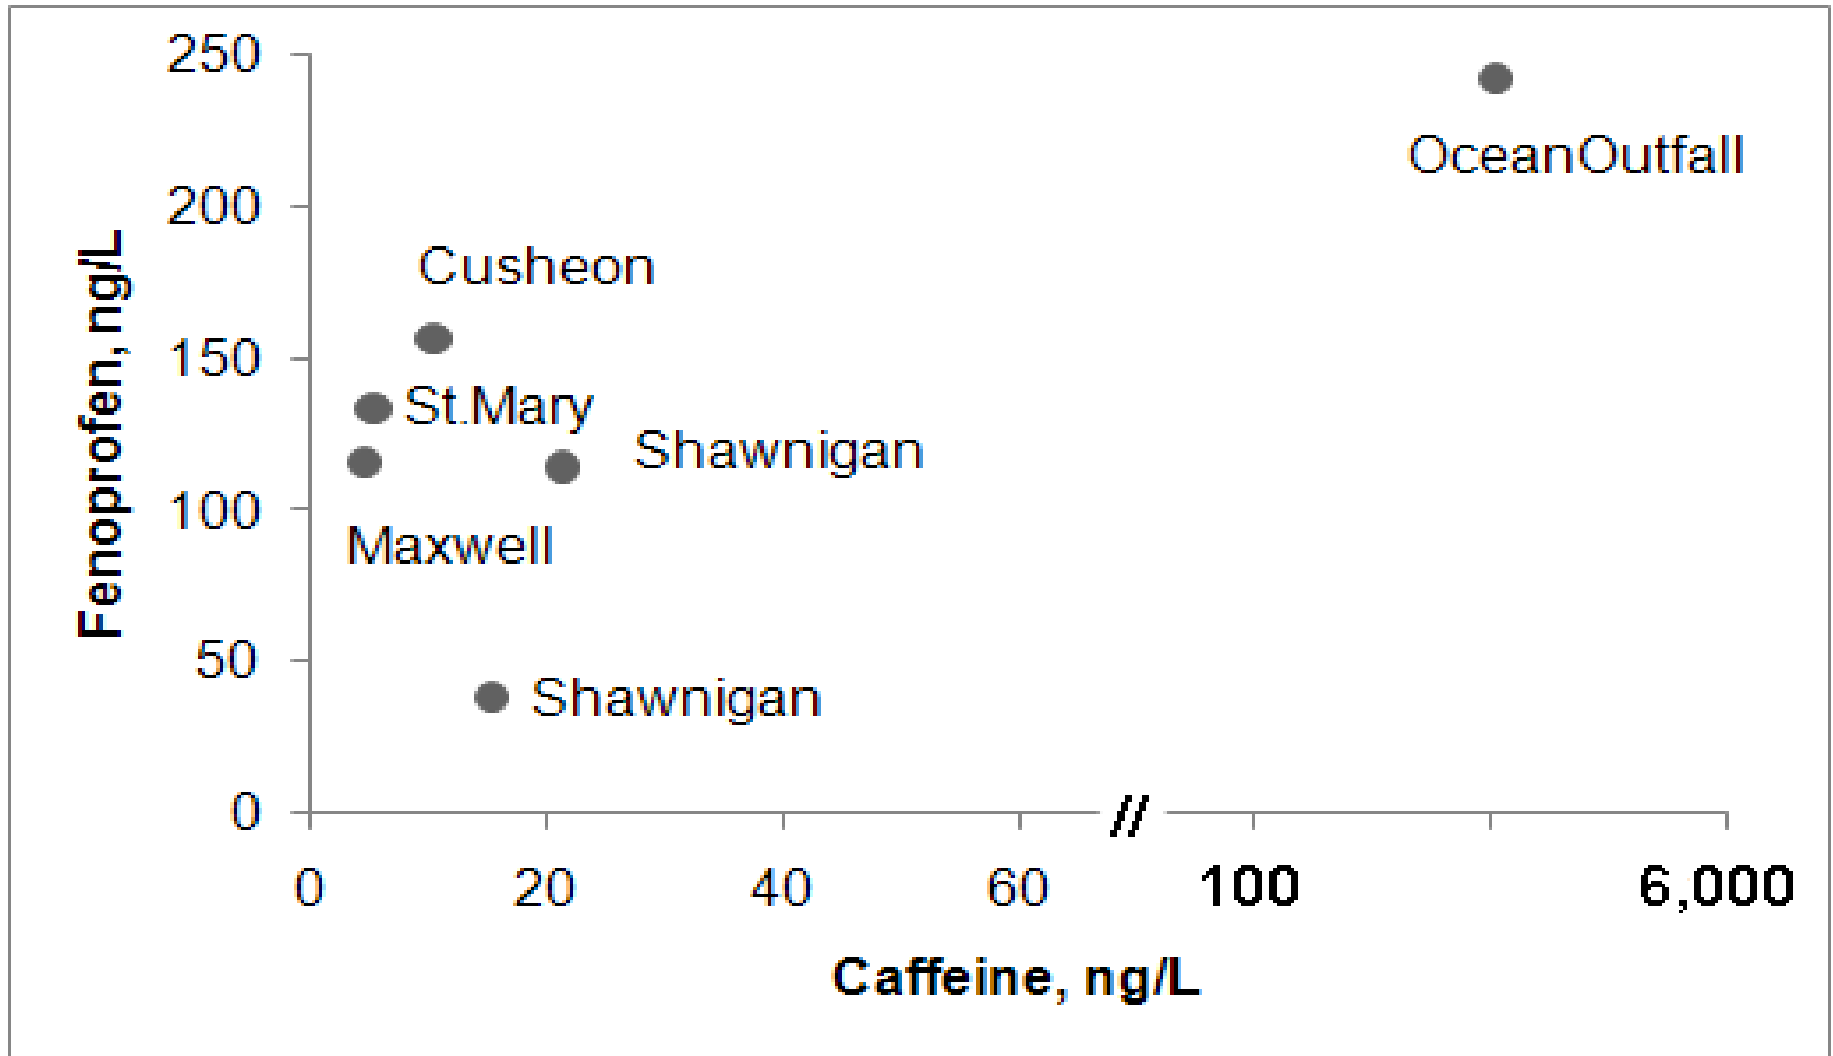 250
OceanOutfall
200
Cusheon
150
St.Mary
Shawnigan
100
Maxwell
50
Shawnigan
0
//
0 20 40 60 100 6,000
Caffeine, ng/L
Fenoprofen, ng/L